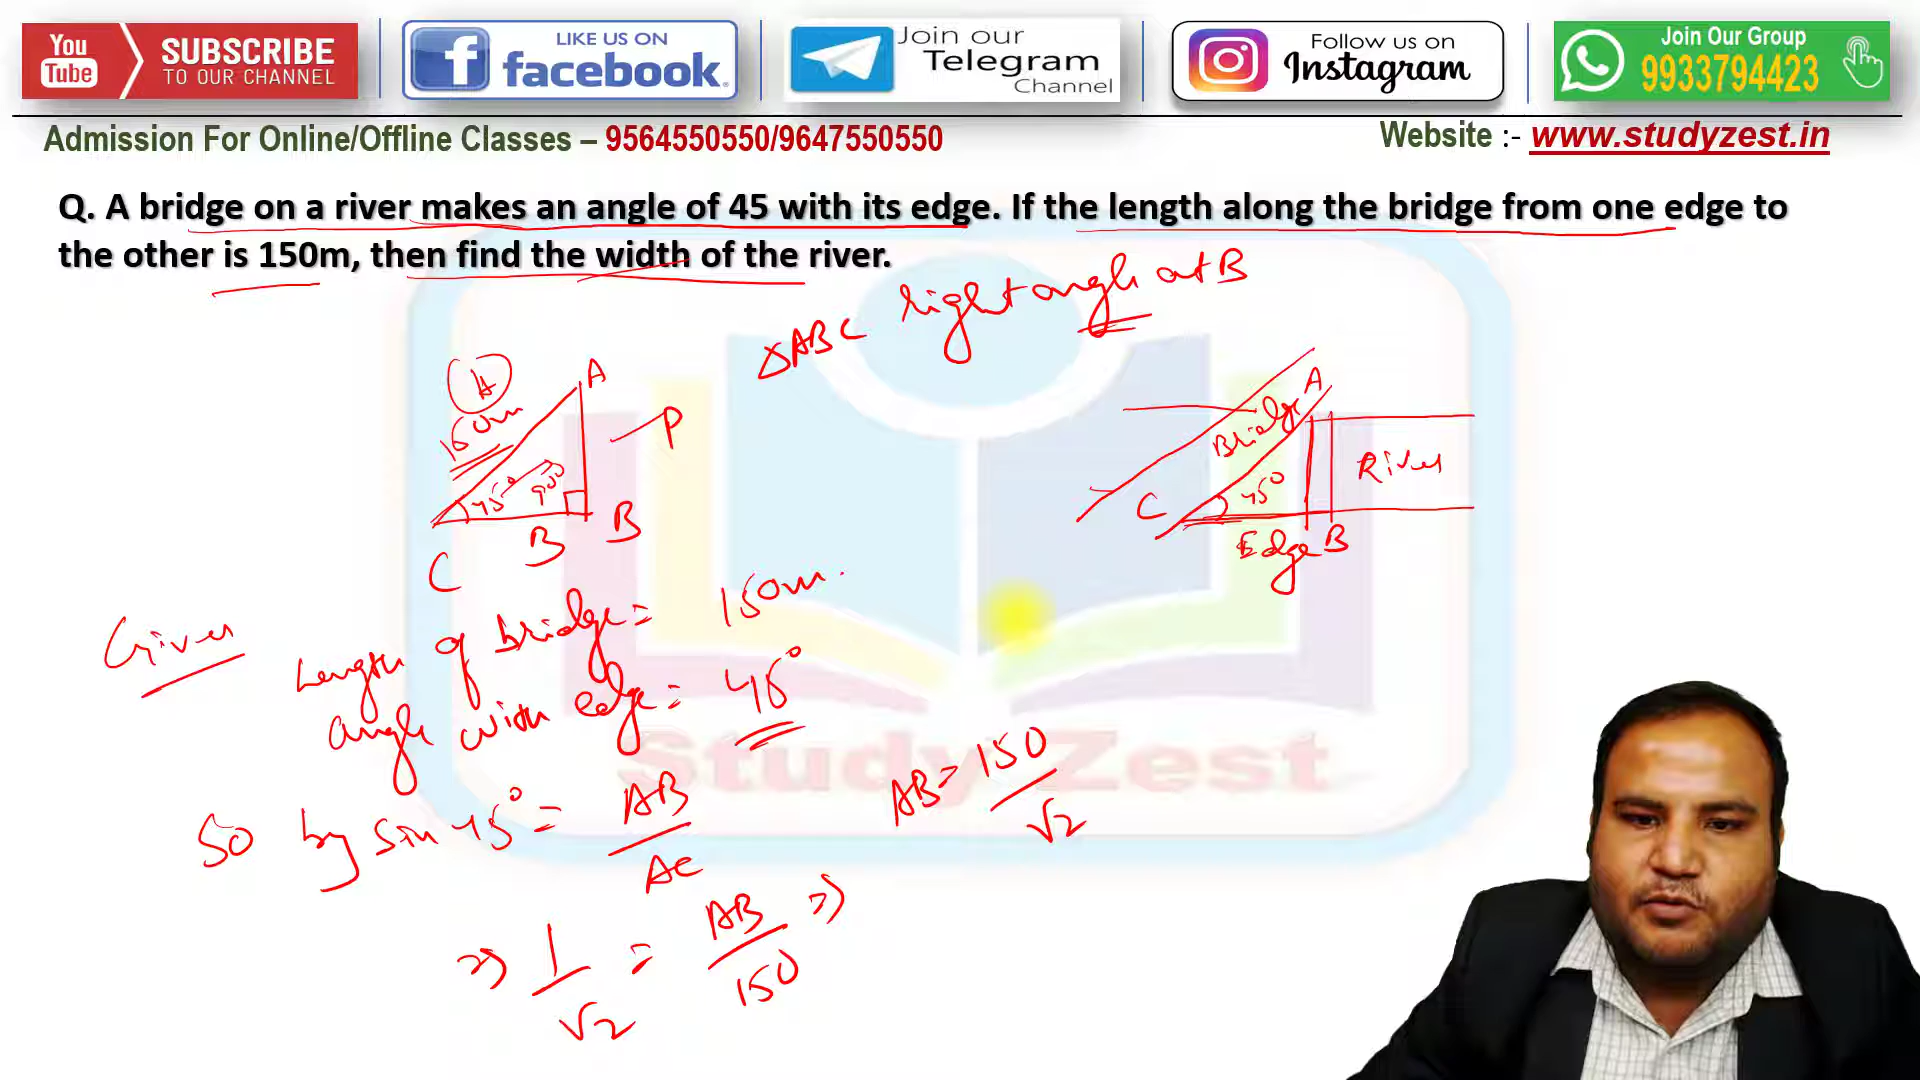 You Tube SUBSCRIBE TO OUR CHANNEL
LIKE US ON facebook.
Join our Telegram Channel
Follow us on Instagram
Join Our Group 9933794423
Admission For Online/Offline Classes – 9564550550/9647550550
Website :- www.studyzest.in
Q. A bridge on a river makes an angle of 45 with its edge. If the length along the bridge from one edge to
the other is 150m, then find the width of the river.
△ABC right angle at B
H
A
150m
P
45° 90°
C B B
A
Bridge
River
C 45°
Edge B
Given
Length of bridge = 150m.
angle with edge = 45°
Study Zest
So by Sin 45° = AB/AC
AB = 150/√2
⇒ 1/√2 = AB/150 ⇒